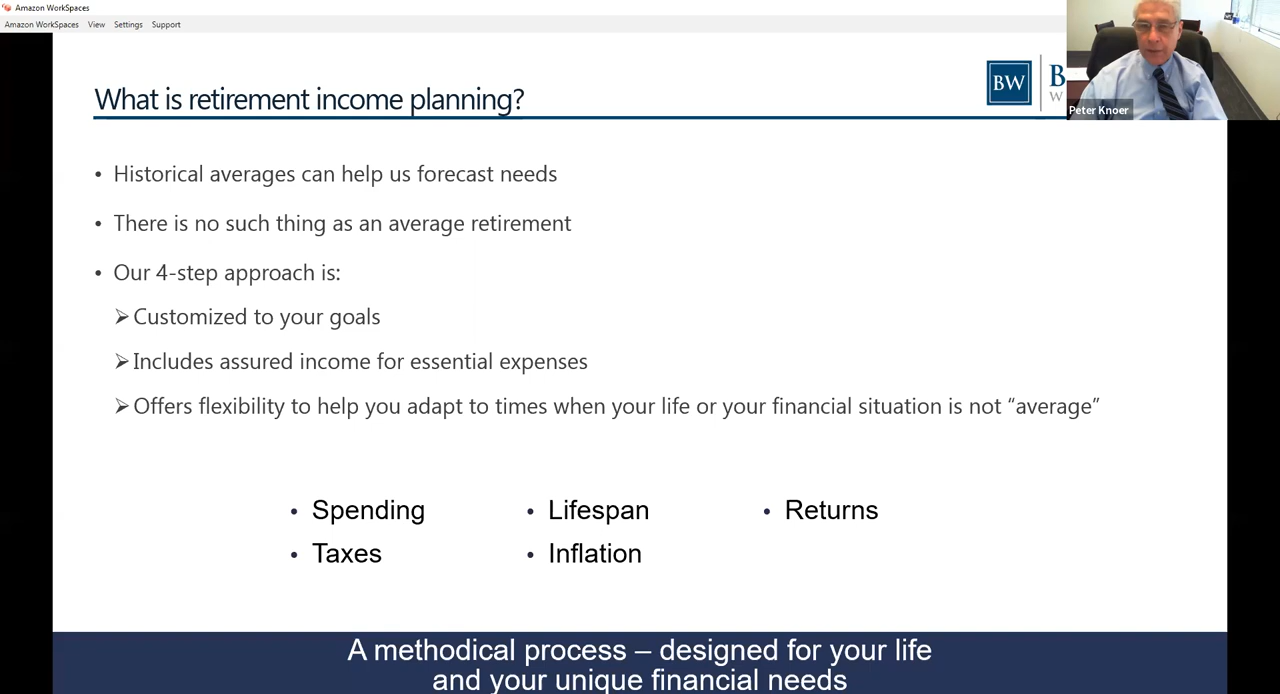 Amazon WorkSpaces
Amazon WorkSpaces View Settings Support
What is retirement income planning?
BW
B
W
Peter Knoer
• Historical averages can help us forecast needs
• There is no such thing as an average retirement
• Our 4-step approach is:
➢ Customized to your goals
➢ Includes assured income for essential expenses
➢ Offers flexibility to help you adapt to times when your life or your financial situation is not “average”
• Spending • Lifespan • Returns
• Taxes • Inflation
A methodical process – designed for your life
and your unique financial needs